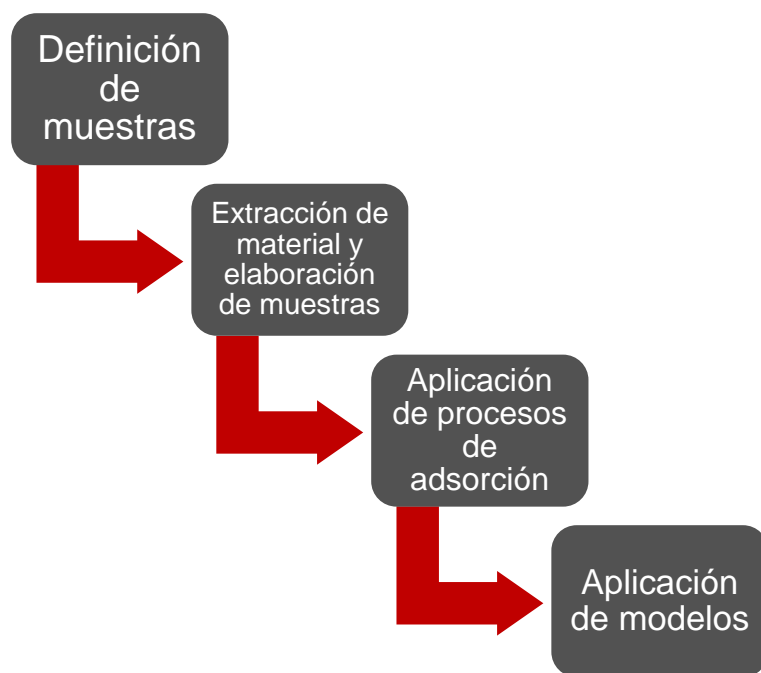 Definición
de
muestras
Extracción de
material y
elaboración
de muestras
Aplicación
de procesos
de
adsorción
Aplicación
de modelos